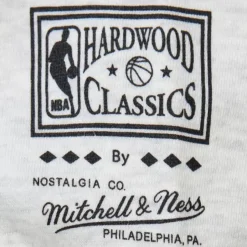 HARDWOOD
NBA
CLASSICS
By
NOSTALGIA CO.
Mitchell & Ness
PHILADELPHIA, PA.